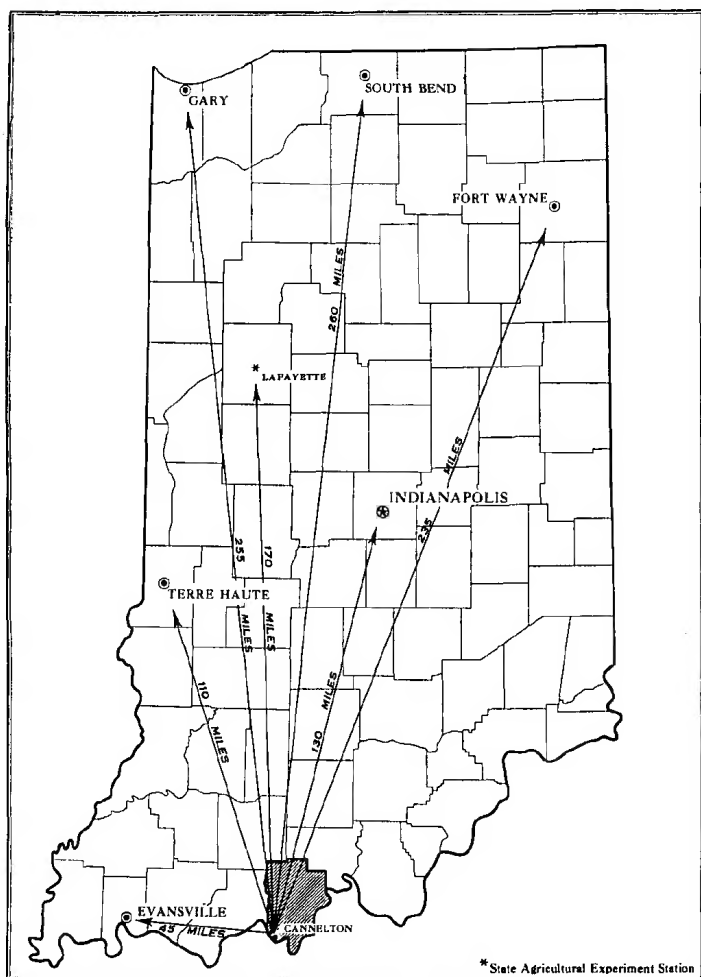 GARY
SOUTH BEND
FORT WAYNE
260 MILES
* LAFAYETTE
235 MILES
INDIANAPOLIS
255 MILES
170 MILES
TERRE HAUTE
110 MILES
130 MILES
EVANSVILLE
45 MILES
CANNELTON
*State Agricultural Experiment Station